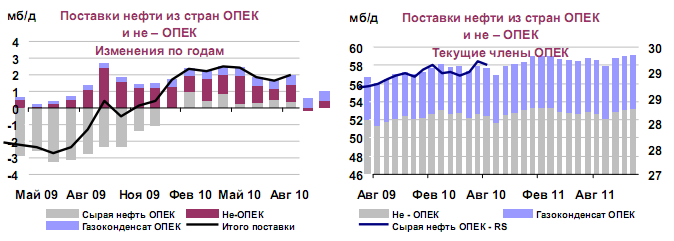 мб/д
Поставки нефти из стран ОПЕК
и не – ОПЕК
Изменения по годам
4
3
2
1
0
-1
-2
-3
-4
Май 09 Авг 09 Ноя 09 Фев 10 Май 10 Авг 10
Сырая нефть ОПЕК
Не-ОПЕК
Газоконденсат ОПЕК
Итого поставки
мб/д
Поставки нефти из стран ОПЕК
и не – ОПЕК
Текущие члены ОПЕК
60
58
56
54
52
50
48
46
30
29
29
28
28
27
Авг 09 Фев 10 Авг 10 Фев 11 Авг 11
Не - ОПЕК
Газоконденсат ОПЕК
Сырая нефть ОПЕК - RS